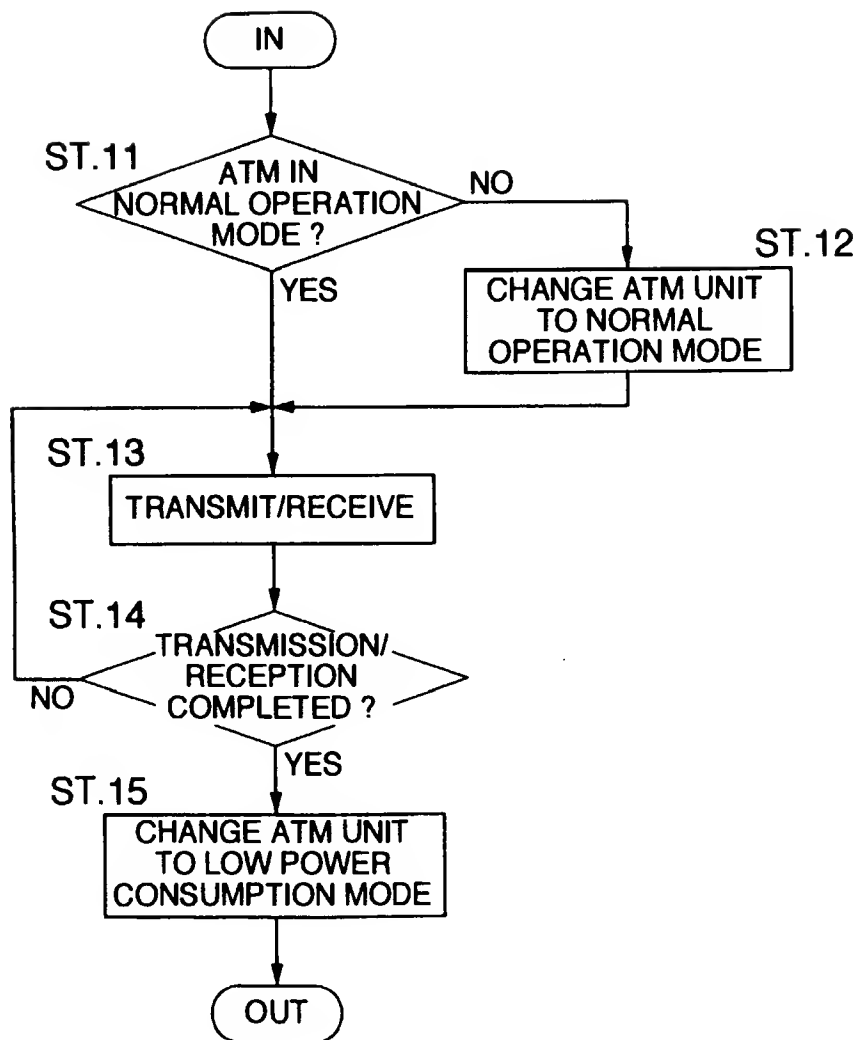 IN
ST.11
ATM IN
NORMAL OPERATION
MODE ?
NO
YES
ST.12
CHANGE ATM UNIT
TO NORMAL
OPERATION MODE
ST.13
TRANSMIT/RECEIVE
ST.14
TRANSMISSION/
RECEPTION
COMPLETED ?
NO
YES
ST.15
CHANGE ATM UNIT
TO LOW POWER
CONSUMPTION MODE
OUT